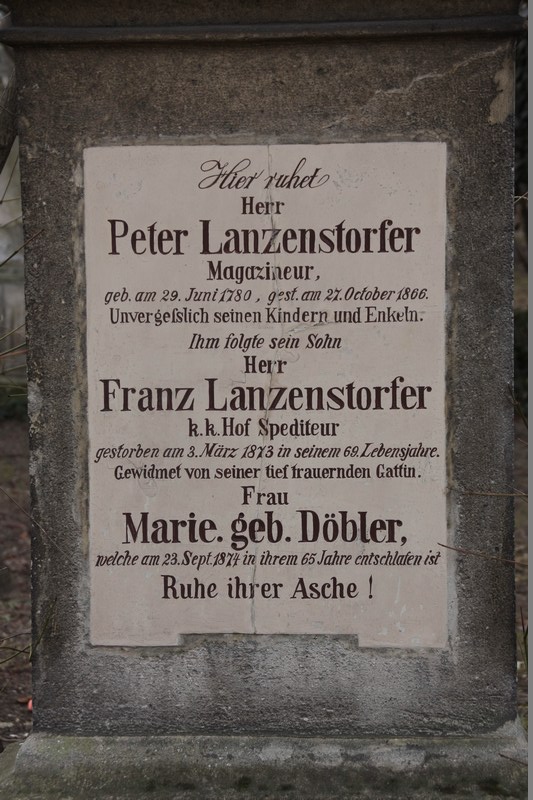 Hier ruhet
Herr
Peter Lanzenstorfer
Magazineur,
geb. am 29. Juni 1780, gest. am 27. October 1866.
Unvergeſslich seinen Kindern und Enkeln.
Ihm folgte sein Sohn
Herr
Franz Lanzenstorfer
k.k. Hof Spediteur
gestorben am 3. März 1873 in seinem 69. Lebensjahre.
Gewidmet von seiner tief trauernden Gattin.
Frau
Marie. geb. Döbler,
welche am 23. Sept. 1874 in ihrem 65 Jahre entschlafen ist
Ruhe ihrer Asche !